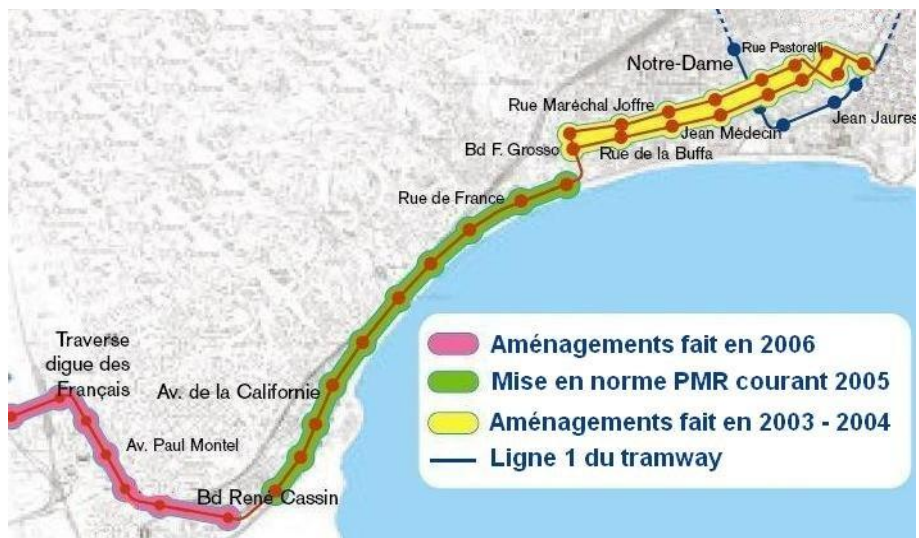 Rue Pastorelli
Notre-Dame
Rue Maréchal Joffre
Jean Jaures
Jean Médecin
Bd F. Grosso
Rue de la Buffa
Rue de France
Traverse
digue des
Français
Aménagements fait en 2006
Mise en norme PMR courant 2005
Av. de la Californie
Aménagements fait en 2003 - 2004
Av. Paul Montel
Ligne 1 du tramway
Bd René Cassin